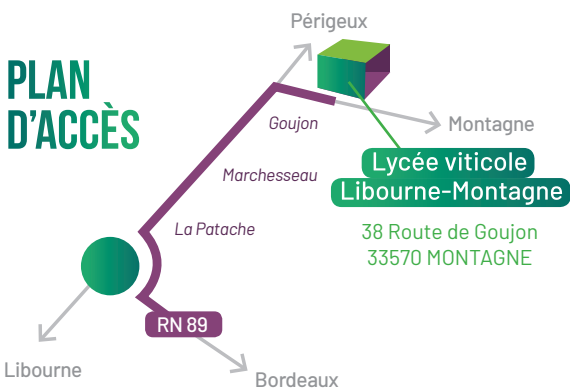 Périgeux
PLAN
D'ACCÈS
Goujon
Montagne
Marchesseau
Lycée viticole
Libourne-Montagne
La Patache
38 Route de Goujon
33570 MONTAGNE
RN 89
Libourne
Bordeaux